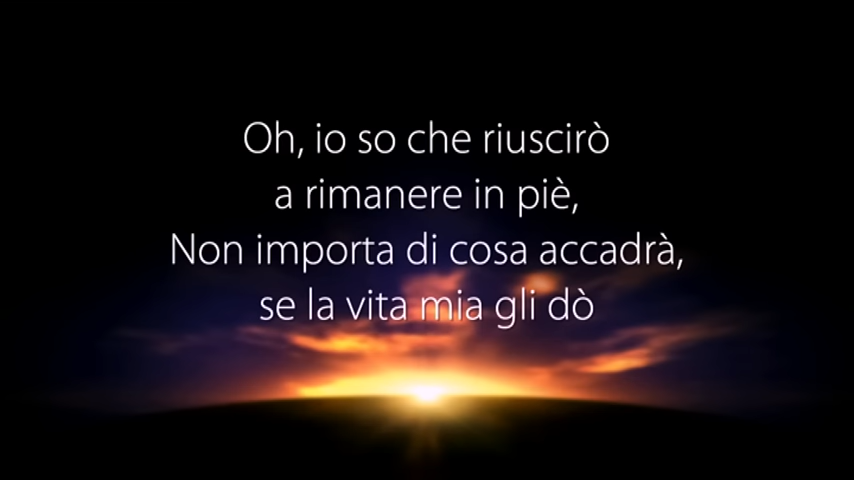 Oh, io so che riuscirò
a rimanere in piè,
Non importa di cosa accadrà,
se la vita mia gli dò